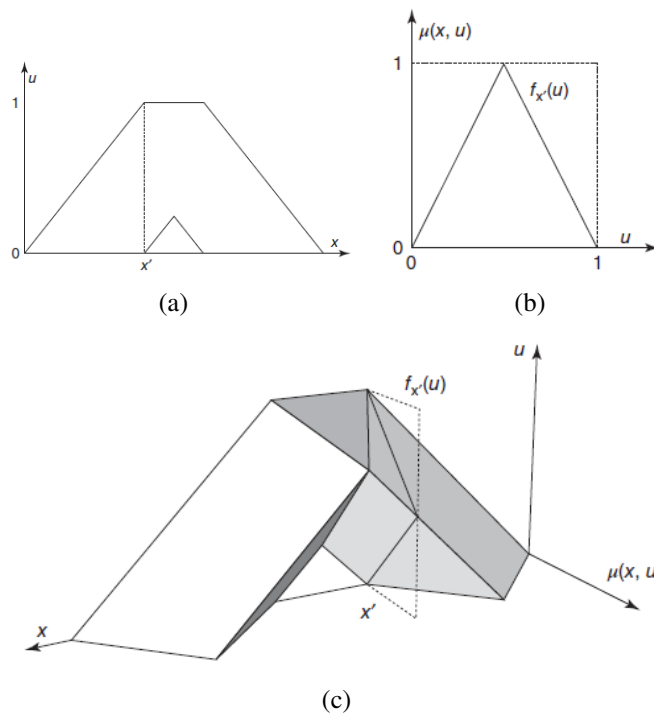 u
1
0
x'
x
(a)
μ(x, u)
1
f_x'(u)
0
0
1
u
(b)
u
f_x'(u)
μ(x, u
x'
x
(c)